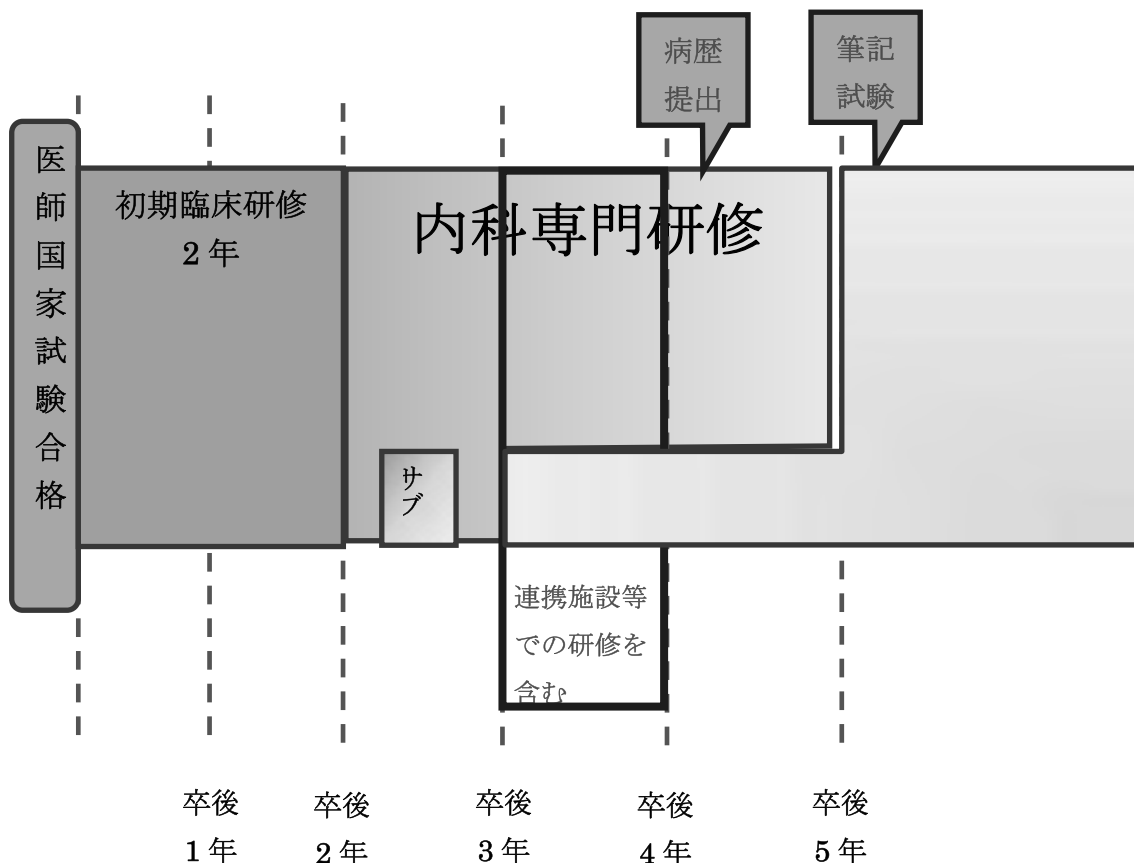 病歴
提出
筆記
試験
医師国家試験合格
初期臨床研修
2 年
内科専門研修
サブ
連携施設等
での研修を
含む
卒後
1 年
卒後
2 年
卒後
3 年
卒後
4 年
卒後
5 年